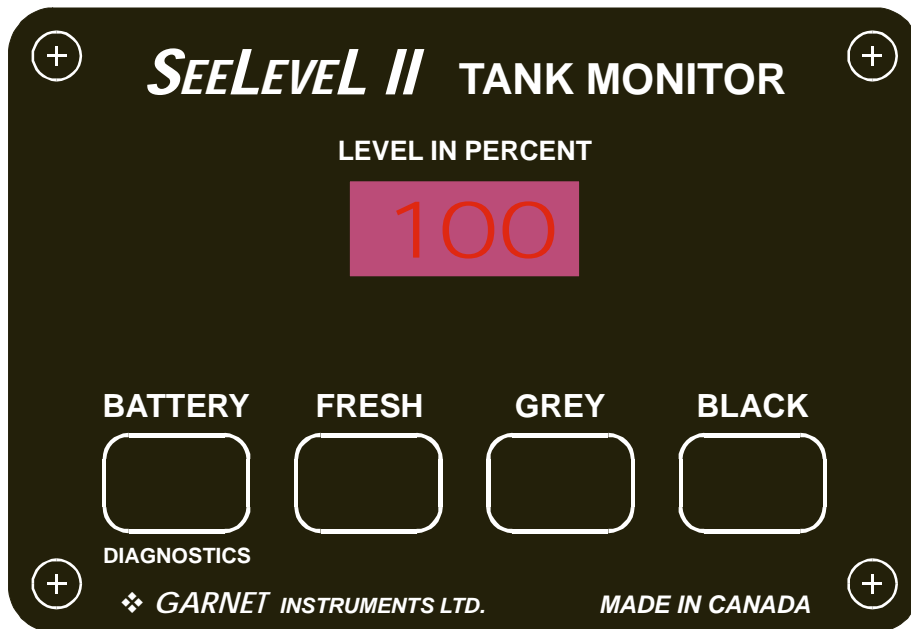 SEELEVEL II TANK MONITOR
LEVEL IN PERCENT
100
BATTERY FRESH GREY BLACK
DIAGNOSTICS
❖ GARNET INSTRUMENTS LTD. MADE IN CANADA